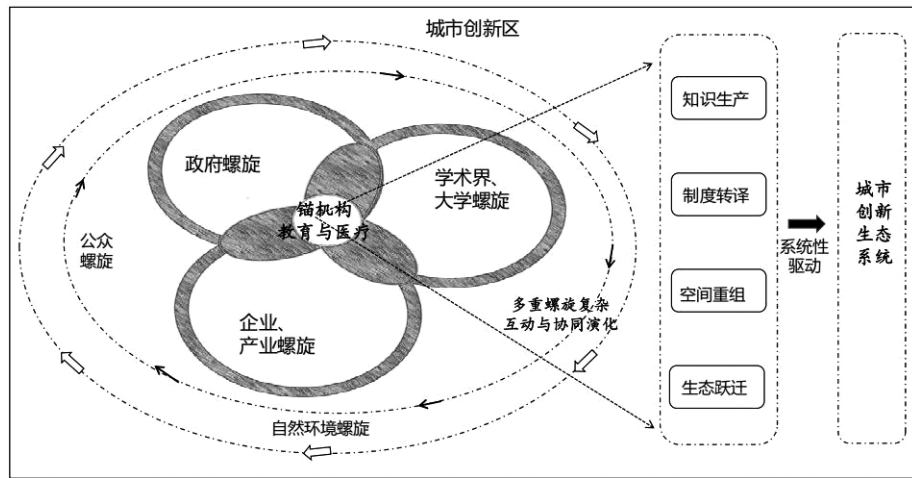 城市创新区
政府螺旋
学术界、
大学螺旋
锚机构
教育与医疗
公众
螺旋
企业、
产业螺旋
多重螺旋复杂
互动与协同演化
自然环境螺旋
知识生产
制度转译
空间重组
生态跃迁
系统性
驱动
城市
创新
生态
系统